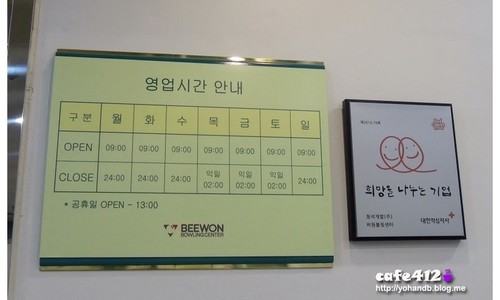 영업시간 안내
구분 월 화 수 목 금 토 일
OPEN 09:00 09:00 09:00 09:00 09:00 09:00 09:00
CLOSE 24:00 24:00 24:00 익일 02:00 익일 02:00 익일 02:00 24:00
* 공휴일 OPEN - 13:00
BEEWON
BOWLINGCENTER
희망을 나누는 기업
대한적십자사
cafe412
http://yohandb.blog.me